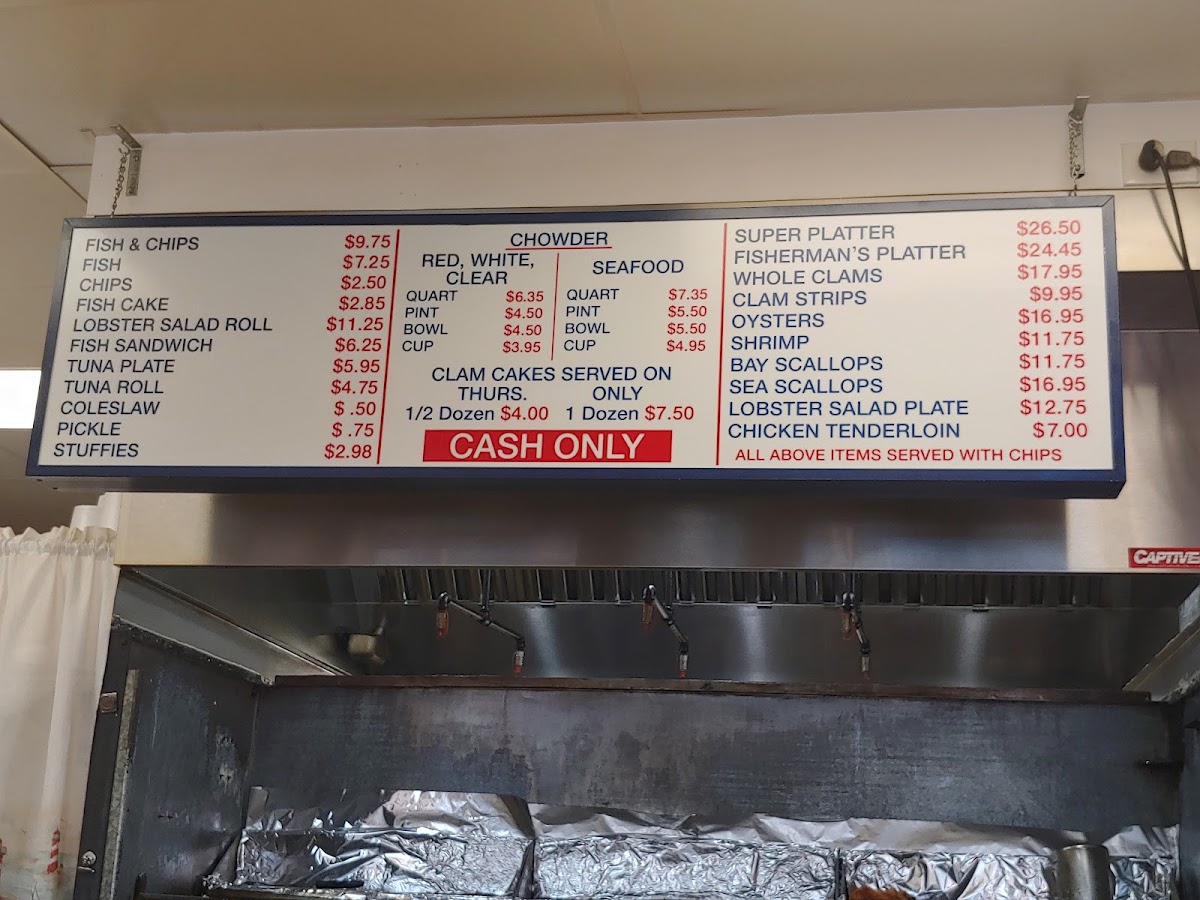 FISH & CHIPS $9.75
FISH $7.25
CHIPS $2.50
FISH CAKE $2.85
LOBSTER SALAD ROLL $11.25
FISH SANDWICH $6.25
TUNA PLATE $5.95
TUNA ROLL $4.75
COLESLAW $ .50
PICKLE $ .75
STUFFIES $2.98
CHOWDER
RED, WHITE,
CLEAR
QUART $6.35
PINT $4.50
BOWL $4.50
CUP $3.95
SEAFOOD
QUART $7.35
PINT $5.50
BOWL $5.50
CUP $4.95
CLAM CAKES SERVED ON
THURS. ONLY
1/2 Dozen $4.00 1 Dozen $7.50
CASH ONLY
SUPER PLATTER $26.50
FISHERMAN'S PLATTER $24.45
WHOLE CLAMS $17.95
CLAM STRIPS $9.95
OYSTERS $16.95
SHRIMP $11.75
BAY SCALLOPS $11.75
SEA SCALLOPS $16.95
LOBSTER SALAD PLATE $12.75
CHICKEN TENDERLOIN $7.00
ALL ABOVE ITEMS SERVED WITH CHIPS
CAPTIVE